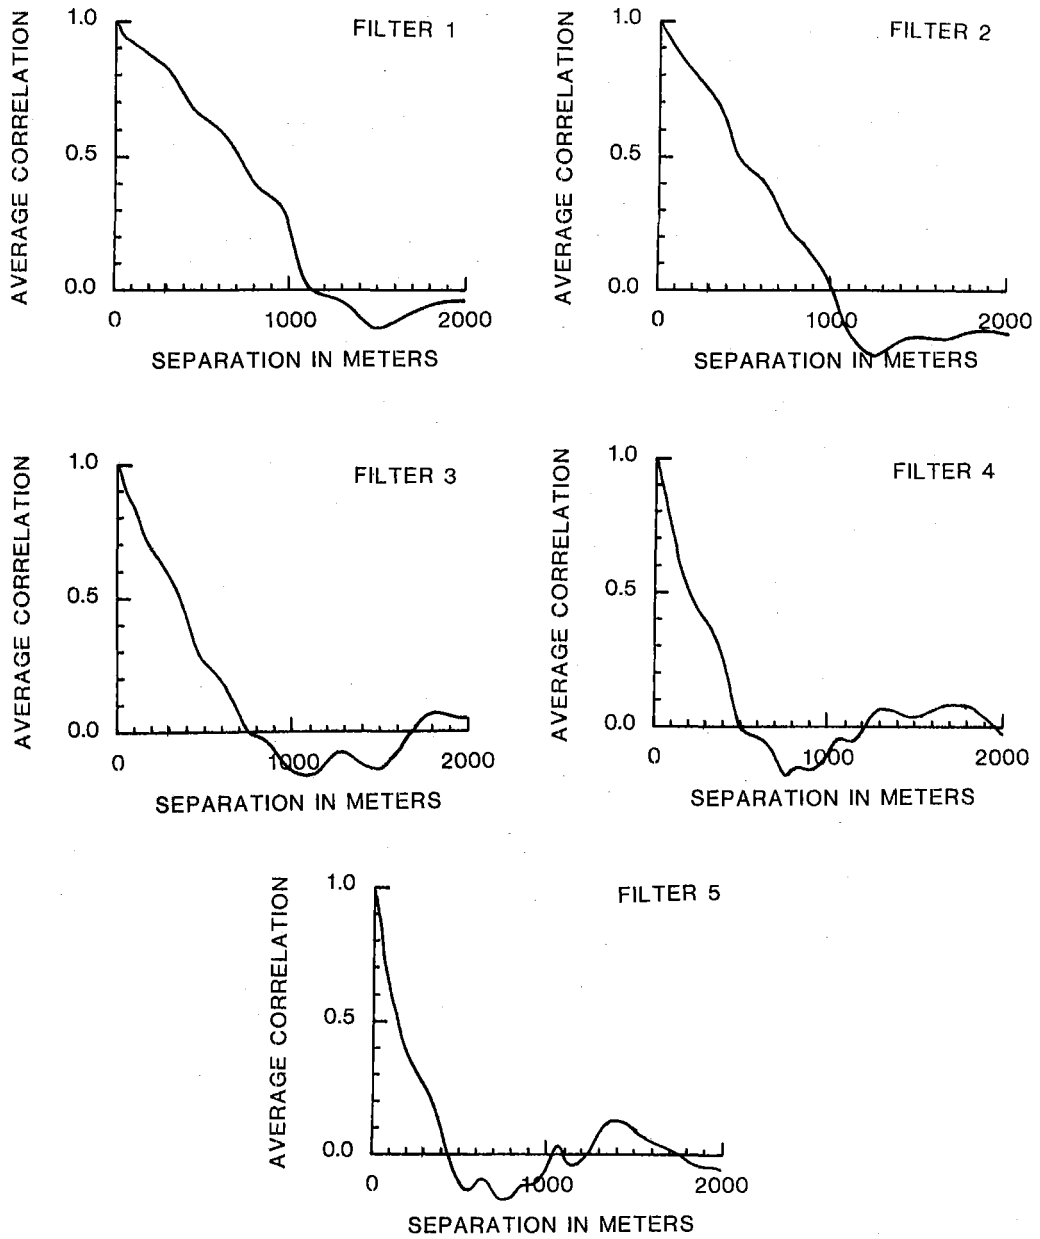 FILTER 1
AVERAGE CORRELATION
1.0
0.5
0.0
0 1000 2000
SEPARATION IN METERS
FILTER 2
AVERAGE CORRELATION
1.0
0.5
0.0
0 1000 2000
SEPARATION IN METERS
FILTER 3
AVERAGE CORRELATION
1.0
0.5
0.0
0 1000 2000
SEPARATION IN METERS
FILTER 4
AVERAGE CORRELATION
1.0
0.5
0.0
0 1000 2000
SEPARATION IN METERS
FILTER 5
AVERAGE CORRELATION
1.0
0.5
0.0
0 1000 2000
SEPARATION IN METERS